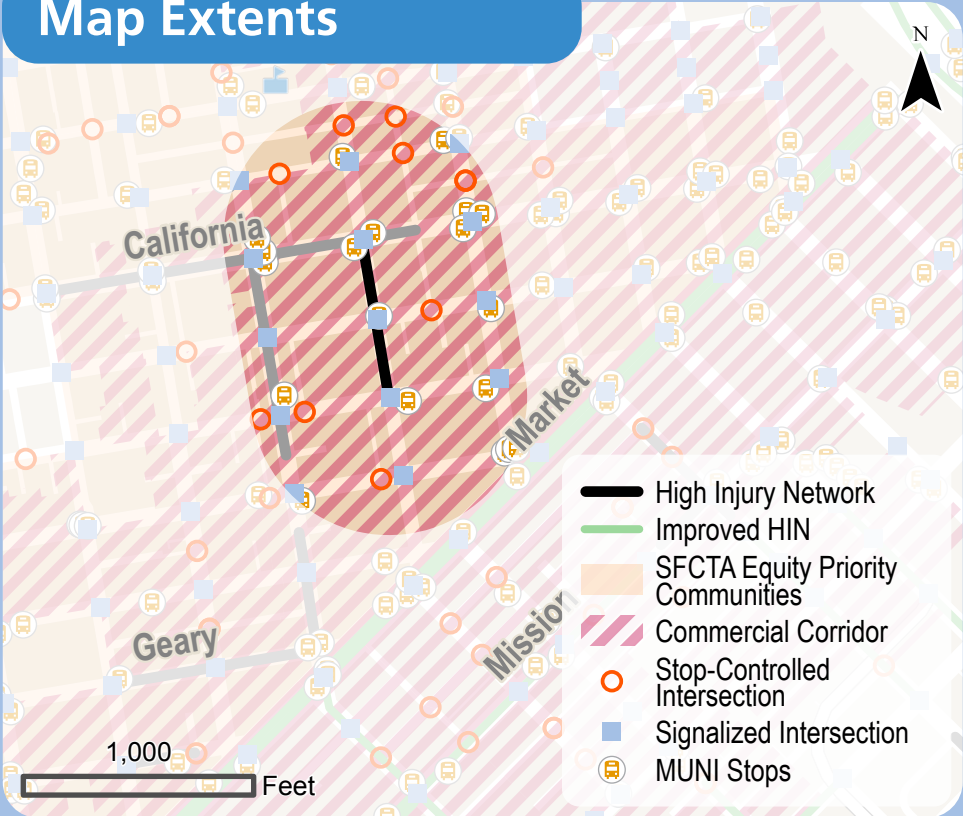 Map Extents
N
California
Market
Geary
Mission
High Injury Network
Improved HIN
SFCTA Equity Priority
Communities
Commercial Corridor
Stop-Controlled
Intersection
Signalized Intersection
MUNI Stops
1,000
Feet